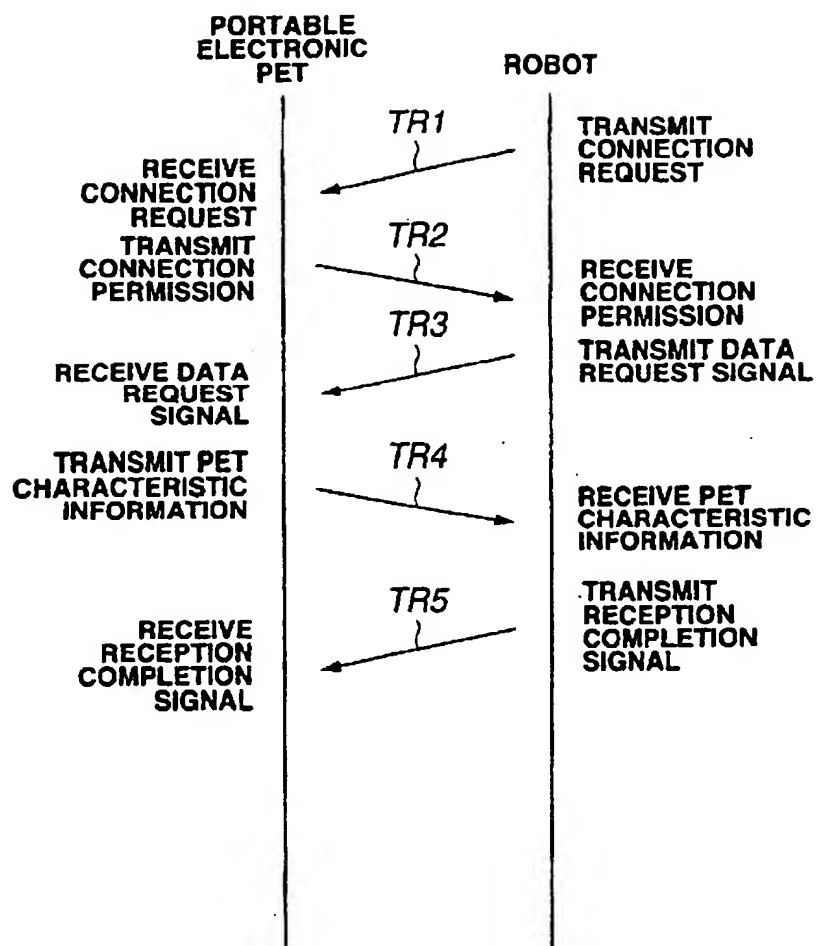 PORTABLE
ELECTRONIC
PET
ROBOT
TR1
TRANSMIT
CONNECTION
REQUEST
RECEIVE
CONNECTION
REQUEST
TRANSMIT
CONNECTION
PERMISSION
TR2
RECEIVE
CONNECTION
PERMISSION
TR3
TRANSMIT DATA
REQUEST SIGNAL
RECEIVE DATA
REQUEST
SIGNAL
TRANSMIT PET
CHARACTERISTIC
INFORMATION
TR4
RECEIVE PET
CHARACTERISTIC
INFORMATION
TR5
TRANSMIT
RECEPTION
COMPLETION
SIGNAL
RECEIVE
RECEPTION
COMPLETION
SIGNAL